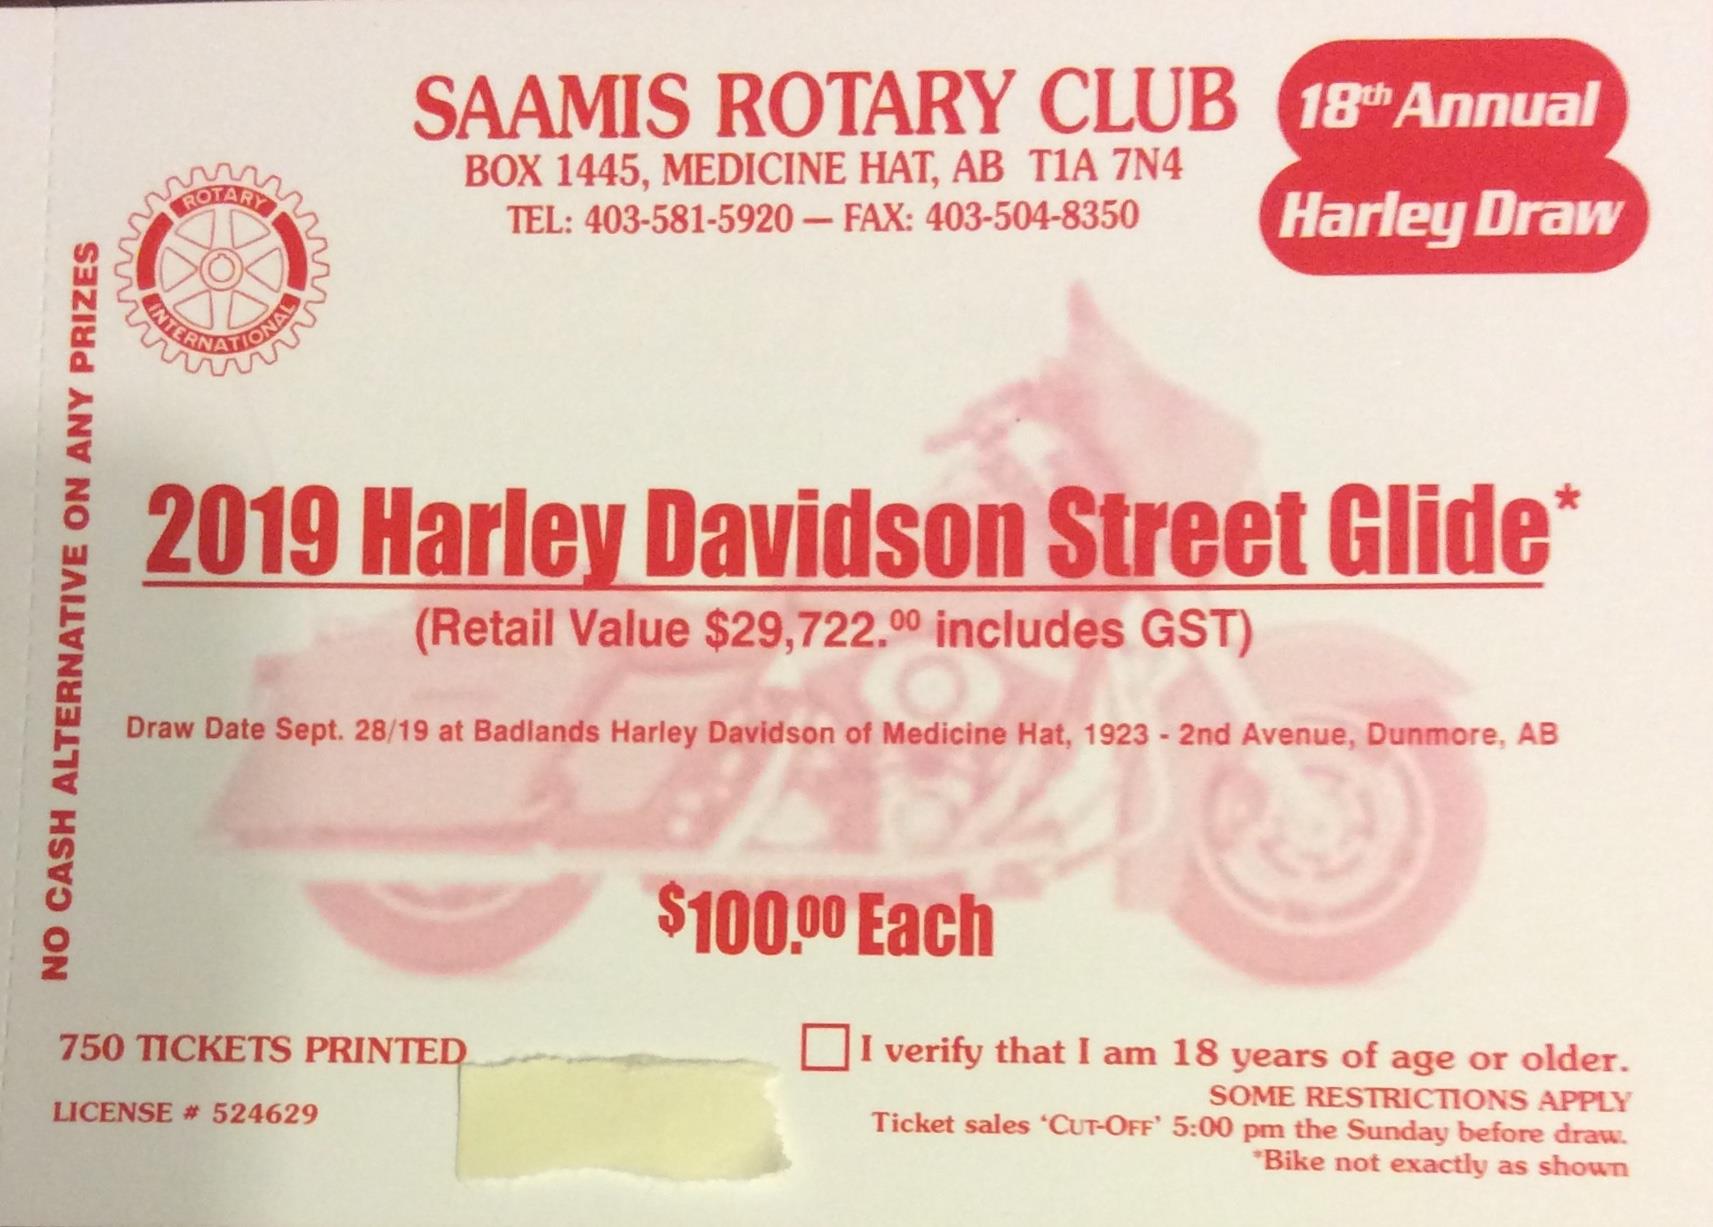 SAAMIS ROTARY CLUB
BOX 1445, MEDICINE HAT, AB T1A 7N4
TEL: 403-581-5920 — FAX: 403-504-8350
18th Annual
Harley Draw
ROTARY
INTERNATIONAL
NO CASH ALTERNATIVE ON ANY PRIZES
2019 Harley Davidson Street Glide*
(Retail Value $29,722.00 includes GST)
Draw Date Sept. 28/19 at Badlands Harley Davidson of Medicine Hat, 1923 - 2nd Avenue, Dunmore, AB
$100.00 Each
750 TICKETS PRINTED
LICENSE # 524629
I verify that I am 18 years of age or older.
SOME RESTRICTIONS APPLY
Ticket sales ‘CUT-OFF’ 5:00 pm the Sunday before draw.
*Bike not exactly as shown